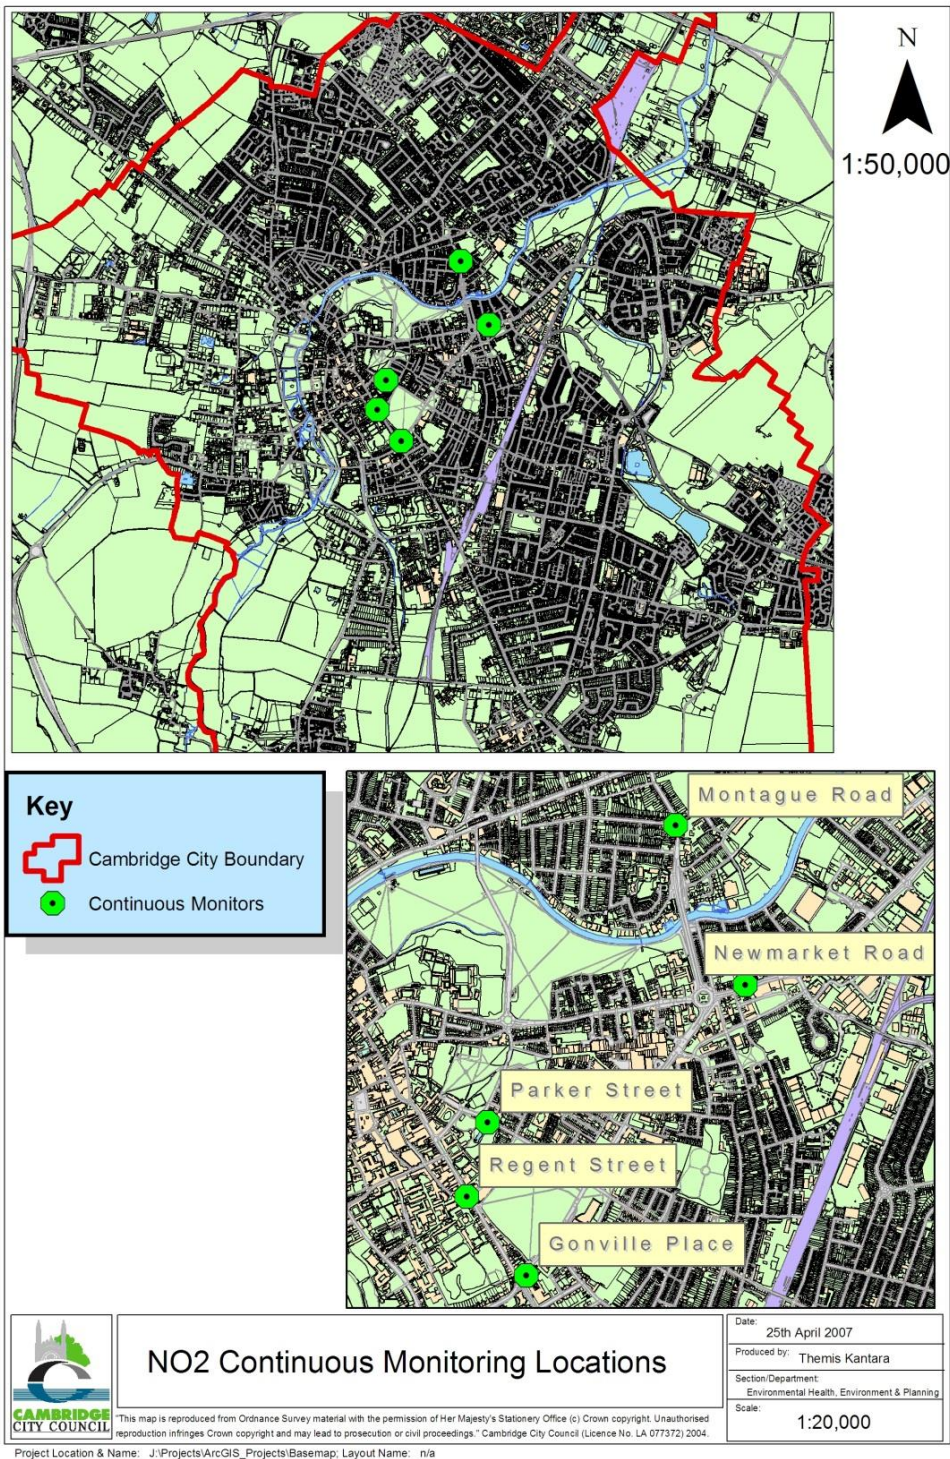 N
1:50,000
Key
Cambridge City Boundary
Continuous Monitors
Montague Road
Newmarket Road
Parker Street
Regent Street
Gonville Place
CAMBRIDGE
CITY COUNCIL
NO2 Continuous Monitoring Locations
"This map is reproduced from Ordnance Survey material with the permission of Her Majesty's Stationery Office (c) Crown copyright. Unauthorised
reproduction infringes Crown copyright and may lead to prosecution or civil proceedings." Cambridge City Council (Licence No. LA 077372) 2004.
Date:
25th April 2007
Produced by: Themis Kantara
Section/Department:
Environmental Health, Environment & Planning
Scale:
1:20,000
Project Location & Name: J:\Projects\ArcGIS_Projects\Basemap; Layout Name: n/a